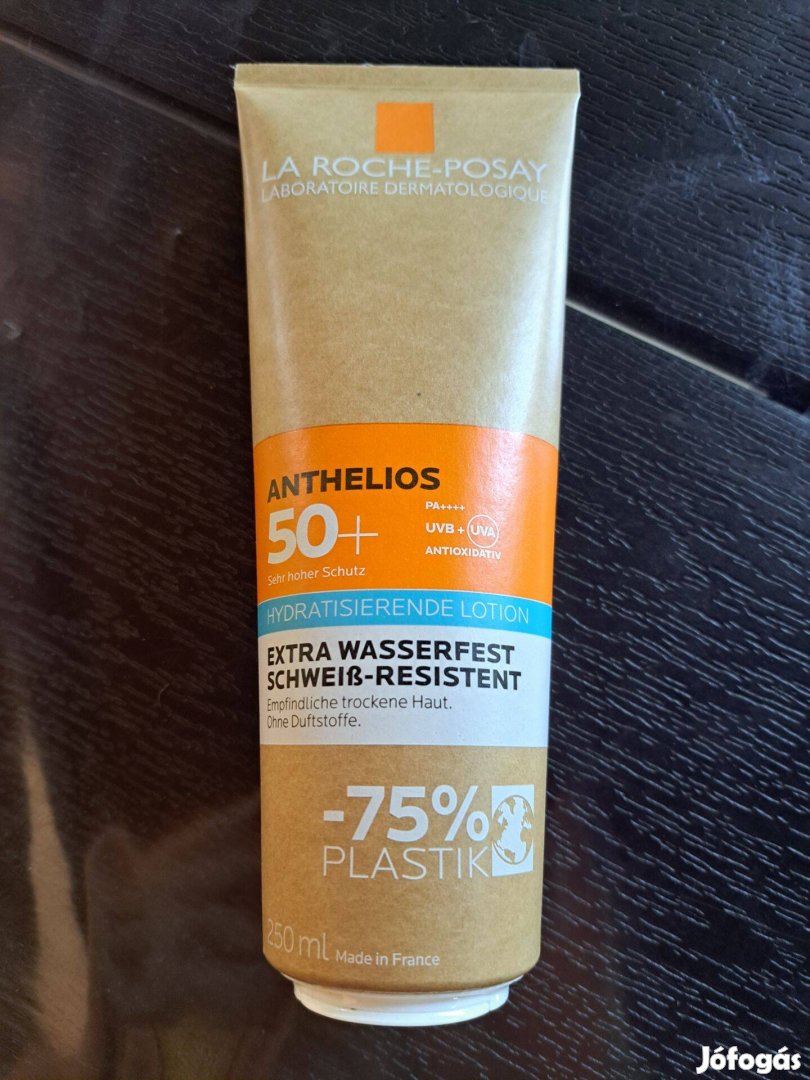 LA ROCHE-POSAY
LABORATOIRE DERMATOLOGIQUE
ANTHELIOS
50+
Sehr hoher Schutz
PA++++
UVB + UVA
ANTIOXIDATIV
HYDRATISIERENDE LOTION
EXTRA WASSERFEST
SCHWEIß-RESISTENT
Empfindliche trockene Haut.
Ohne Duftstoffe.
-75%
PLASTIK
250 ml Made in France
Jófogás